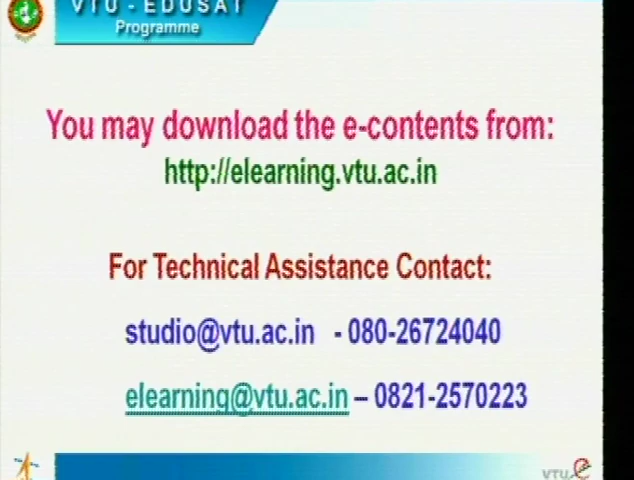 VTU - EDUSAT
Programme
You may download the e-contents from:
http://elearning.vtu.ac.in
For Technical Assistance Contact:
studio@vtu.ac.in - 080-26724040
elearning@vtu.ac.in – 0821-2570223
VTU e